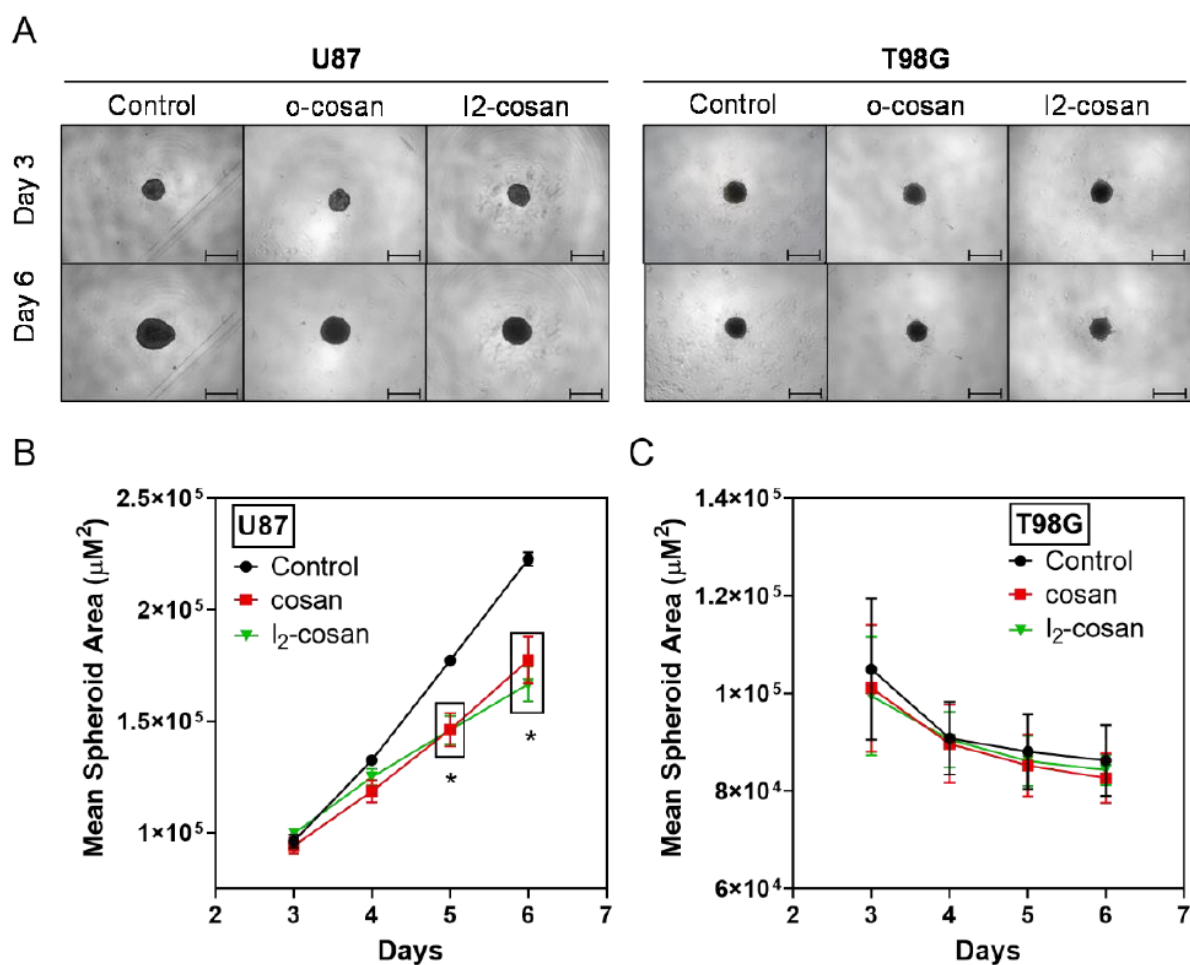 A
U87
T98G
Control o-cosan I2-cosan
Control o-cosan I2-cosan
Day 3
Day 6
B
Mean Spheroid Area (μM²)
2.5×10⁵
2×10⁵
1.5×10⁵
1×10⁵
U87
Control
cosan
I₂-cosan
*
*
2 3 4 5 6 7
Days
C
Mean Spheroid Area (μM²)
1.4×10⁵
1.2×10⁵
1×10⁵
8×10⁴
6×10⁴
T98G
Control
cosan
I₂-cosan
2 3 4 5 6 7
Days